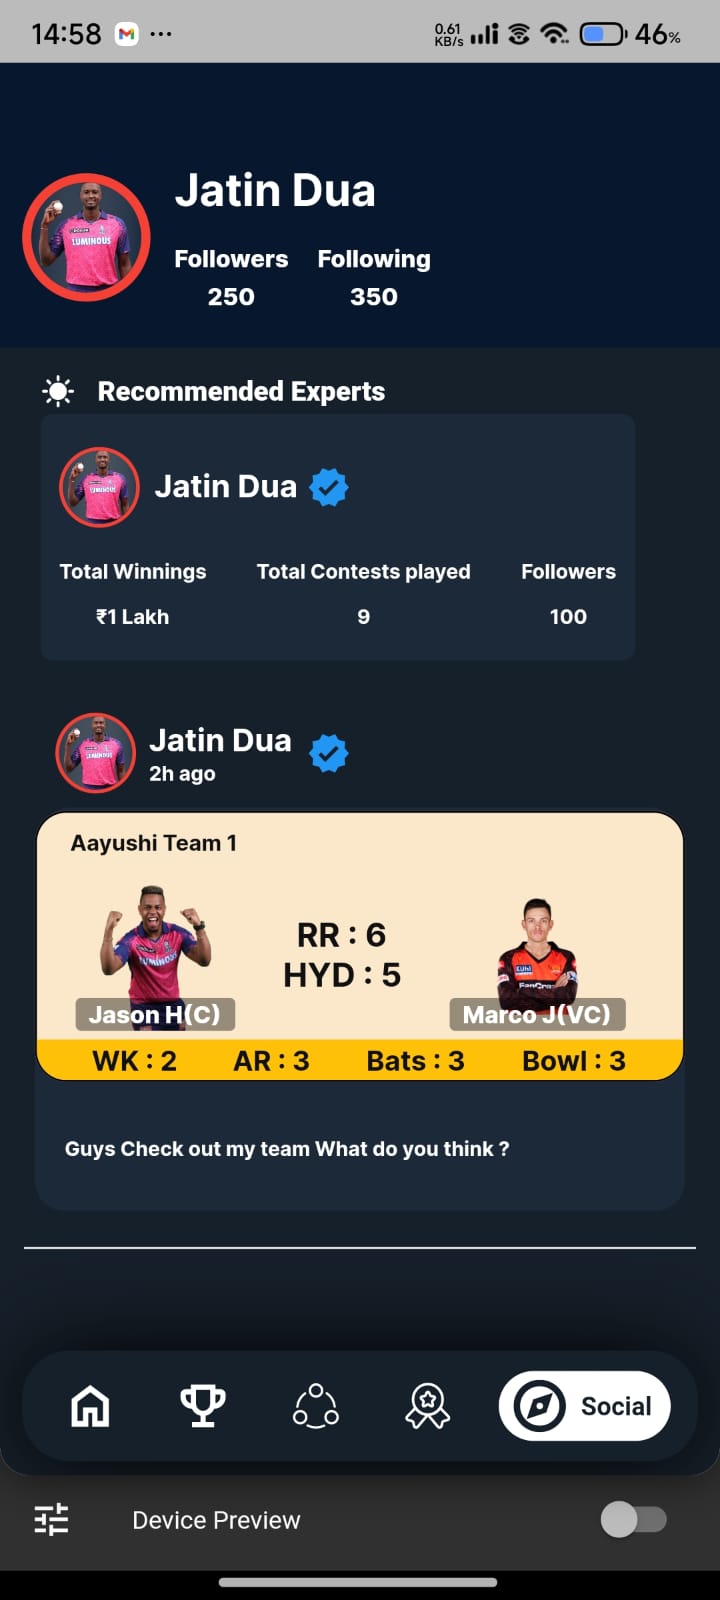 14:58 ... 0.61 KB/s 46%
Jatin Dua
Followers Following
250 350
Recommended Experts
LUMINOUS
Jatin Dua
Total Winnings Total Contests played Followers
₹1 Lakh 9 100
Jatin Dua
2h ago
Aayushi Team 1
RR : 6
HYD : 5
Jason H(C) Marco J(VC)
WK : 2 AR : 3 Bats : 3 Bowl : 3
Guys Check out my team What do you think ?
Social
Device Preview